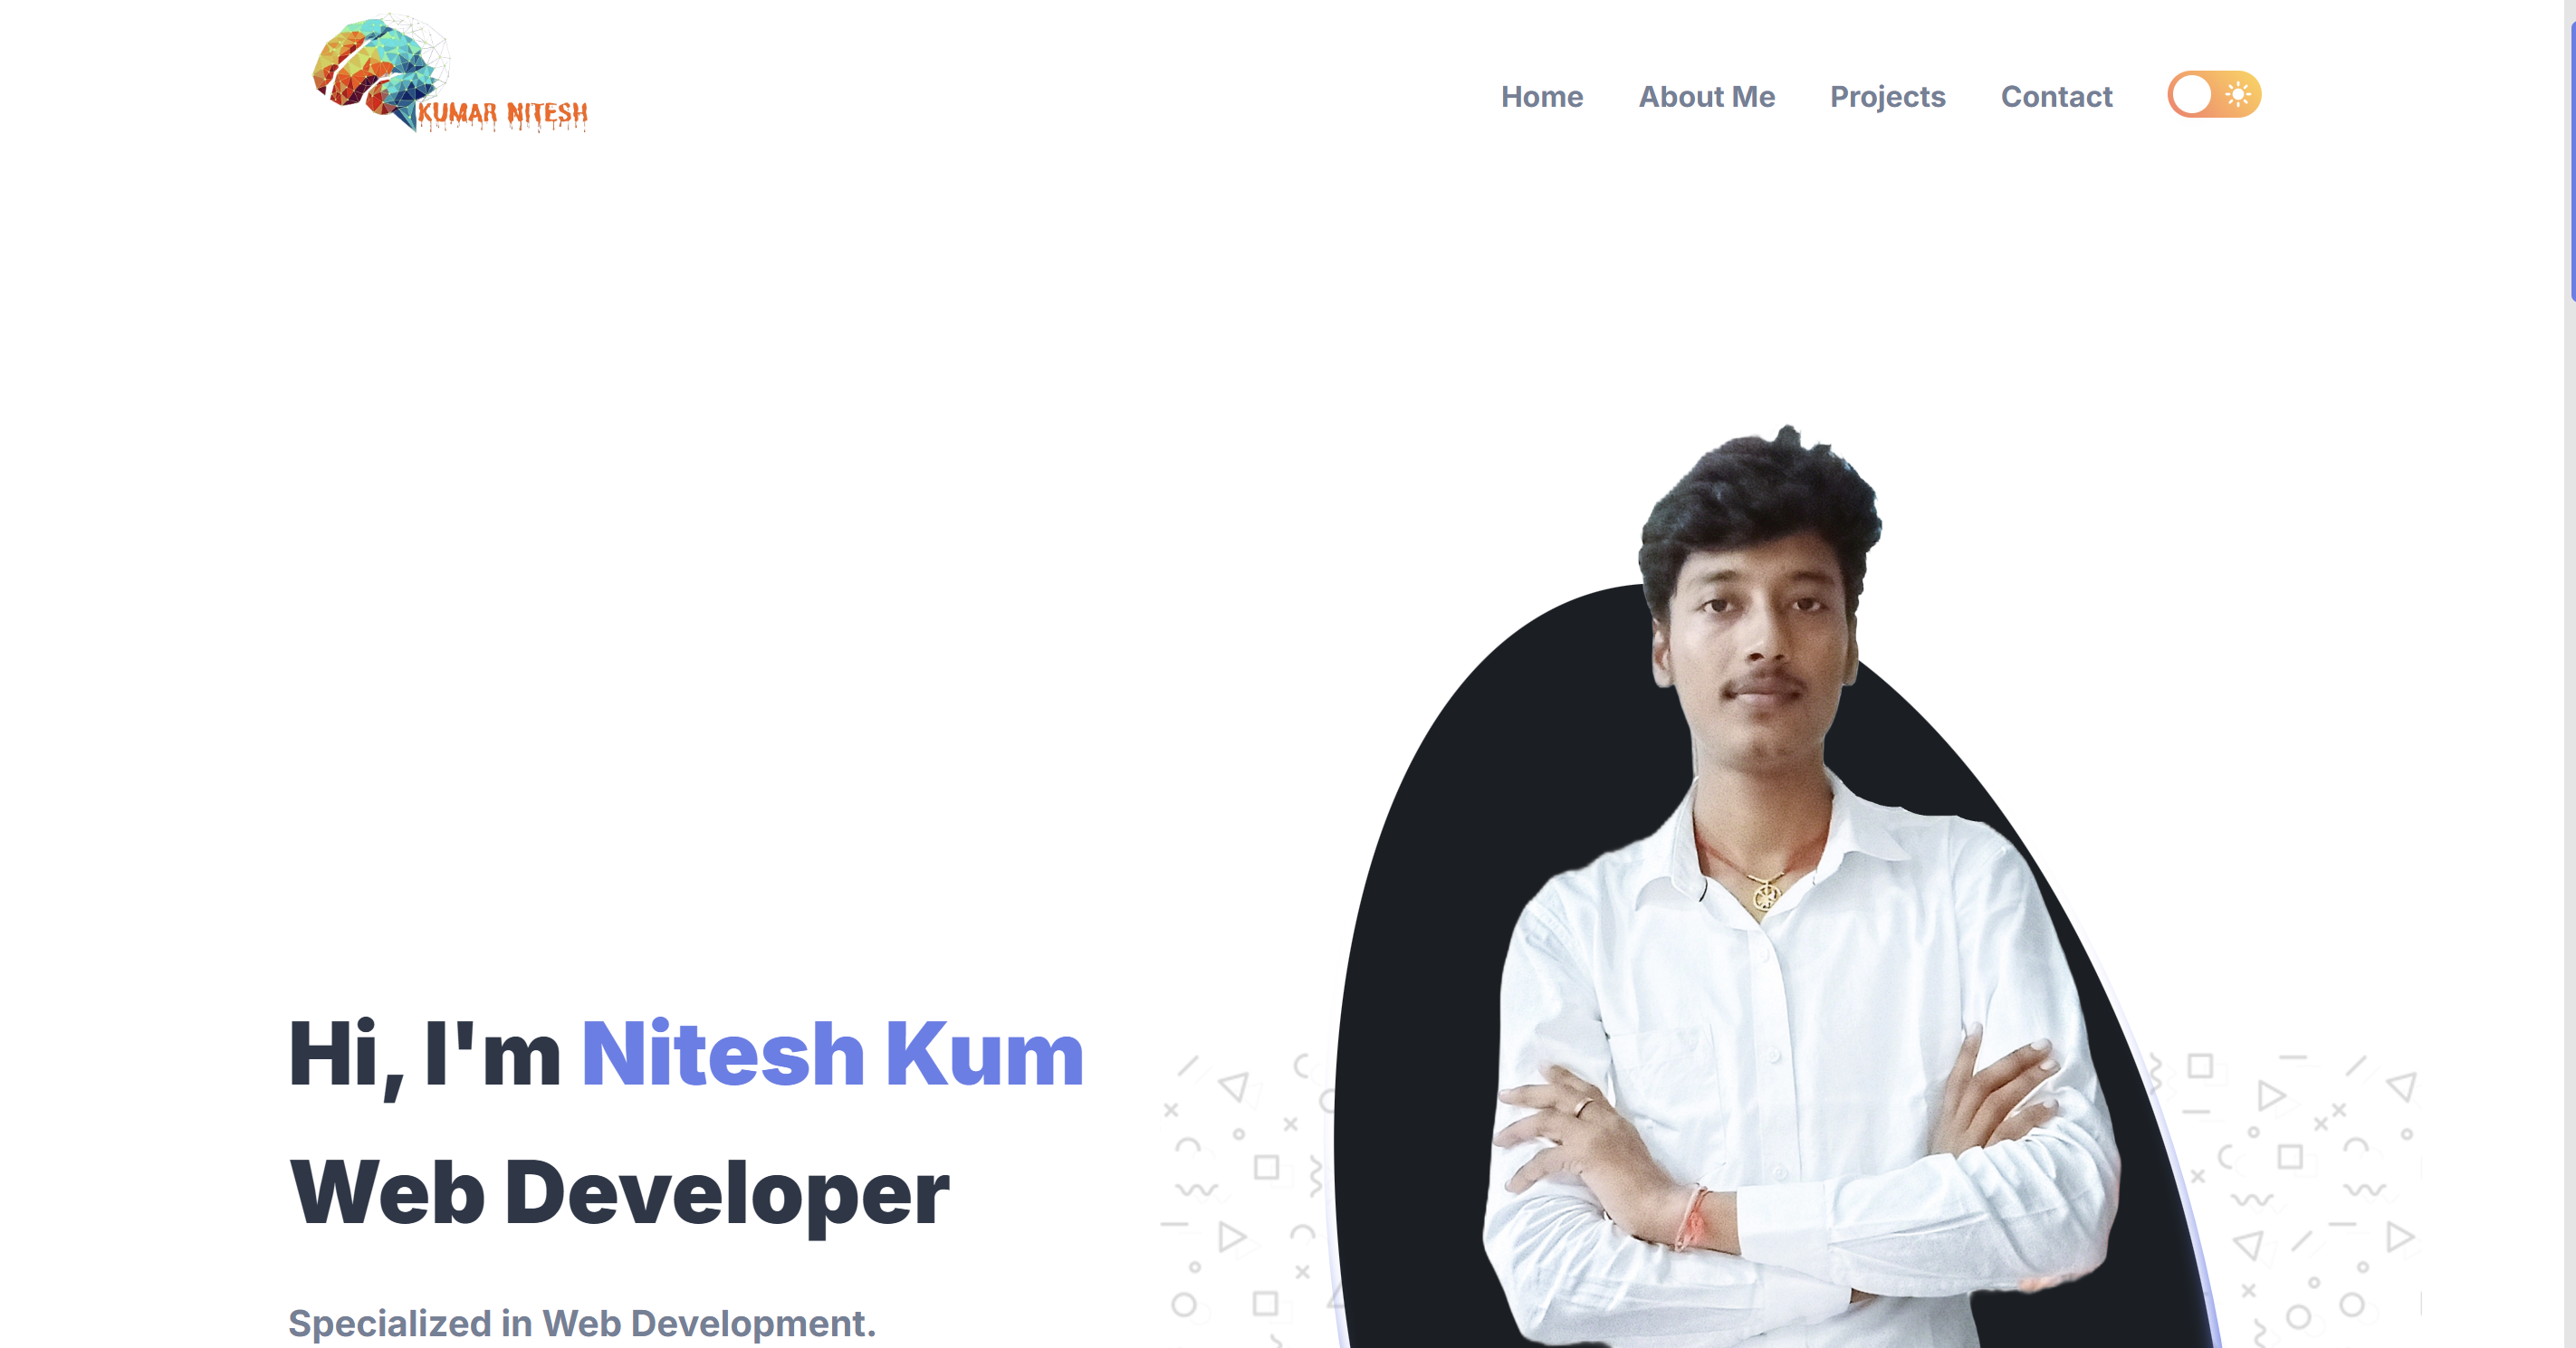 KUMAR NITESH
Home About Me Projects Contact
Hi, I'm Nitesh Kum
Web Developer
Specialized in Web Development.